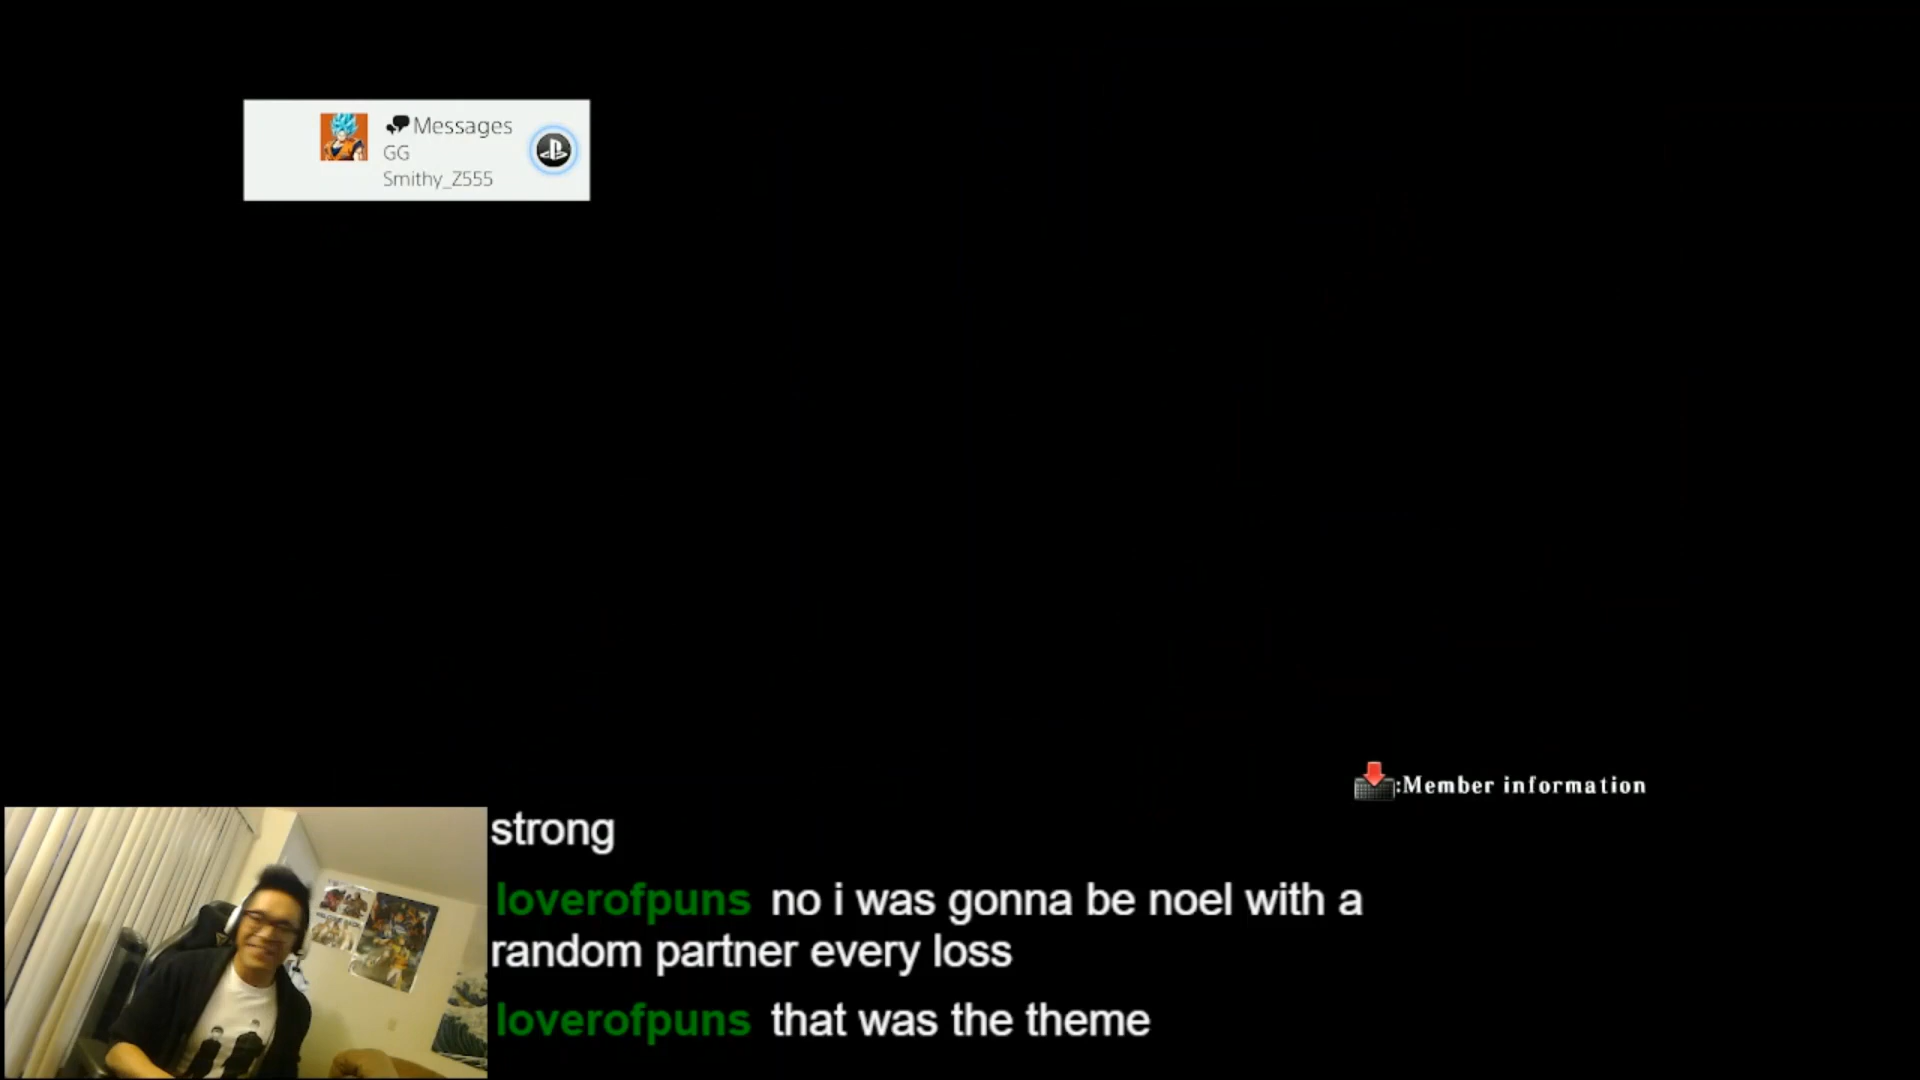 Messages
GG
Smithy_Z555
:Member information
strong
loverofpuns no i was gonna be noel with a
random partner every loss
loverofpuns that was the theme